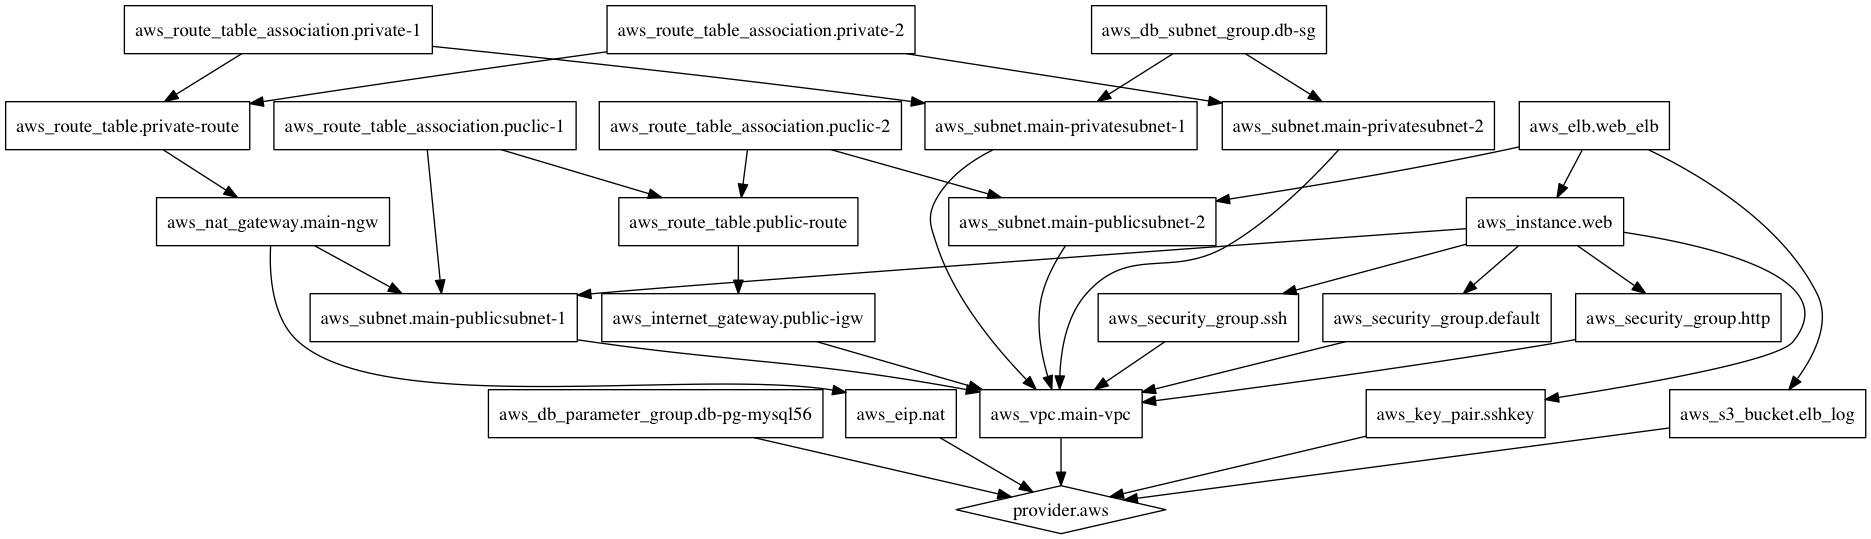 aws_route_table_association.private-1
aws_route_table_association.private-2
aws_db_subnet_group.db-sg
aws_route_table.private-route
aws_route_table_association.puclic-1
aws_route_table_association.puclic-2
aws_subnet.main-privatesubnet-1
aws_subnet.main-privatesubnet-2
aws_elb.web_elb
aws_nat_gateway.main-ngw
aws_route_table.public-route
aws_subnet.main-publicsubnet-2
aws_instance.web
aws_subnet.main-publicsubnet-1
aws_internet_gateway.public-igw
aws_security_group.ssh
aws_security_group.default
aws_security_group.http
aws_db_parameter_group.db-pg-mysql56
aws_eip.nat
aws_vpc.main-vpc
aws_key_pair.sshkey
aws_s3_bucket.elb_log
provider.aws